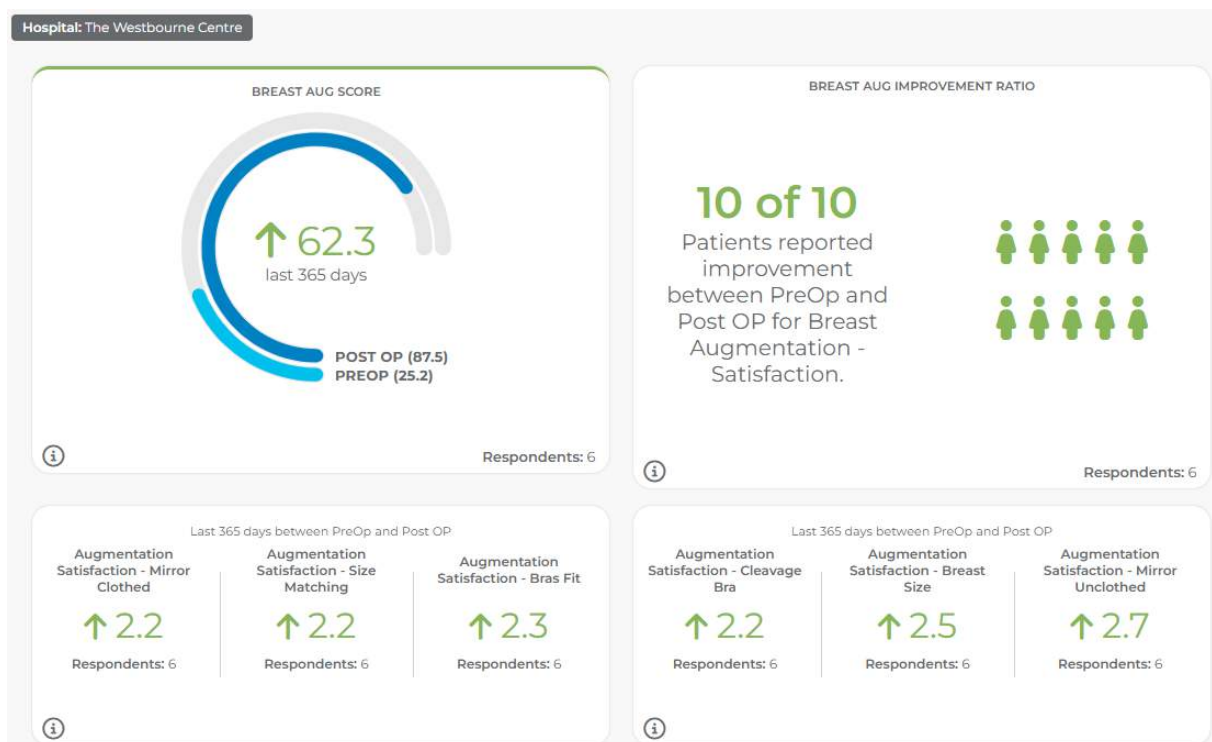 Hospital: The Westbourne Centre
BREAST AUG SCORE
62.3
last 365 days
POST OP (87.5)
PREOP (25.2)
i
Respondents: 6
BREAST AUG IMPROVEMENT RATIO
10 of 10
Patients reported
improvement
between PreOp and
Post OP for Breast
Augmentation -
Satisfaction.
i
Respondents: 6
Last 365 days between PreOp and Post OP
Augmentation
Satisfaction - Mirror
Clothed
2.2
Respondents: 6
Augmentation
Satisfaction - Size
Matching
2.2
Respondents: 6
Augmentation
Satisfaction - Bras Fit
2.3
Respondents: 6
i
Last 365 days between PreOp and Post OP
Augmentation
Satisfaction - Cleavage
Bra
2.2
Respondents: 6
Augmentation
Satisfaction - Breast
Size
2.5
Respondents: 6
Augmentation
Satisfaction - Mirror
Unclothed
2.7
Respondents: 6
i